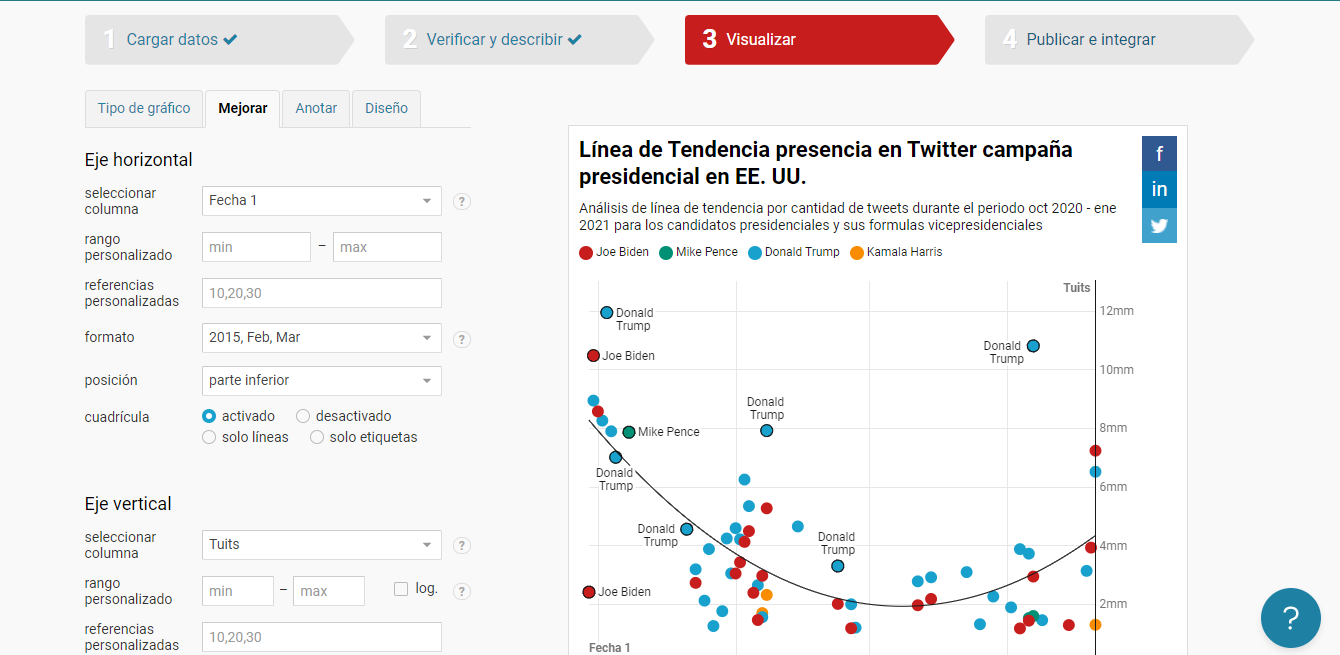 1 Cargar datos
2 Verificar y describir
3 Visualizar
4 Publicar e integrar
Tipo de gráfico
Mejorar
Anotar
Diseño
Eje horizontal
seleccionar
columna
Fecha 1
?
rango
personalizado
min
–
max
referencias
personalizadas
10,20,30
formato
2015, Feb, Mar
?
posición
parte inferior
cuadrícula
activado
desactivado
solo líneas
solo etiquetas
Eje vertical
seleccionar
columna
Tuits
?
rango
personalizado
min
–
max
log.
?
referencias
personalizadas
10,20,30
Línea de Tendencia presencia en Twitter campaña
presidencial en EE. UU.
f
in
Análisis de línea de tendencia por cantidad de tweets durante el periodo oct 2020 - ene
2021 para los candidatos presidenciales y sus formulas vicepresidenciales
Joe Biden
Mike Pence
Donald Trump
Kamala Harris
Tuits
12mm
Donald
Trump
Donald
Trump
Joe Biden
10mm
Donald
Trump
8mm
Mike Pence
Donald
Trump
6mm
Donald
Trump
Donald
Trump
4mm
Joe Biden
2mm
Fecha 1
?